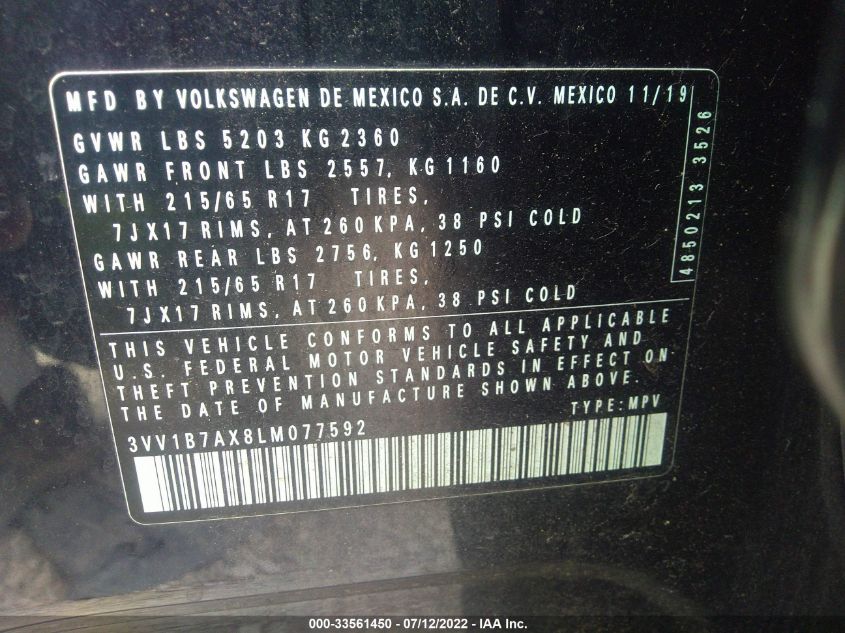 MFD BY VOLKSWAGEN DE MEXICO S.A. DE C.V. MEXICO 11/19
GVWR LBS 5203 KG 2360
GAWR FRONT LBS 2557, KG 1160
WITH 215/65 R17 TIRES,
7JX17 RIMS, AT 260 KPA, 38 PSI COLD
GAWR REAR LBS 2756, KG 1250
WITH 215/65 R17 TIRES,
7JX17 RIMS, AT 260 KPA, 38 PSI COLD
4850213 3526
THIS VEHICLE CONFORMS TO ALL APPLICABLE
U.S. FEDERAL MOTOR VEHICLE SAFETY AND
THEFT PREVENTION STANDARDS IN EFFECT ON
THE DATE OF MANUFACTURE SHOWN ABOVE.
TYPE:MPV
3VV1B7AX8LM077592
000-33561450 - 07/12/2022 - IAA Inc.